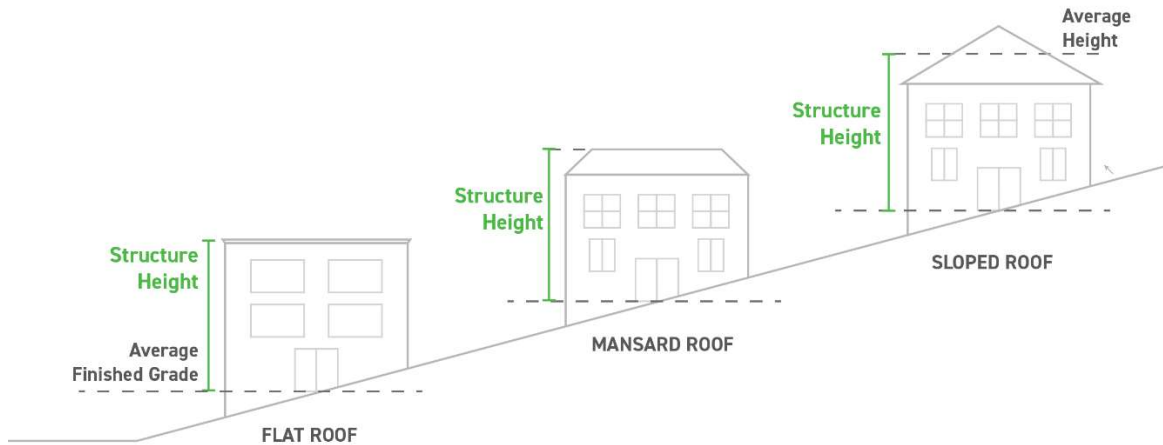 Average
Height
Structure
Height
SLOPED ROOF
Structure
Height
MANSARD ROOF
Structure
Height
Average
Finished Grade
FLAT ROOF